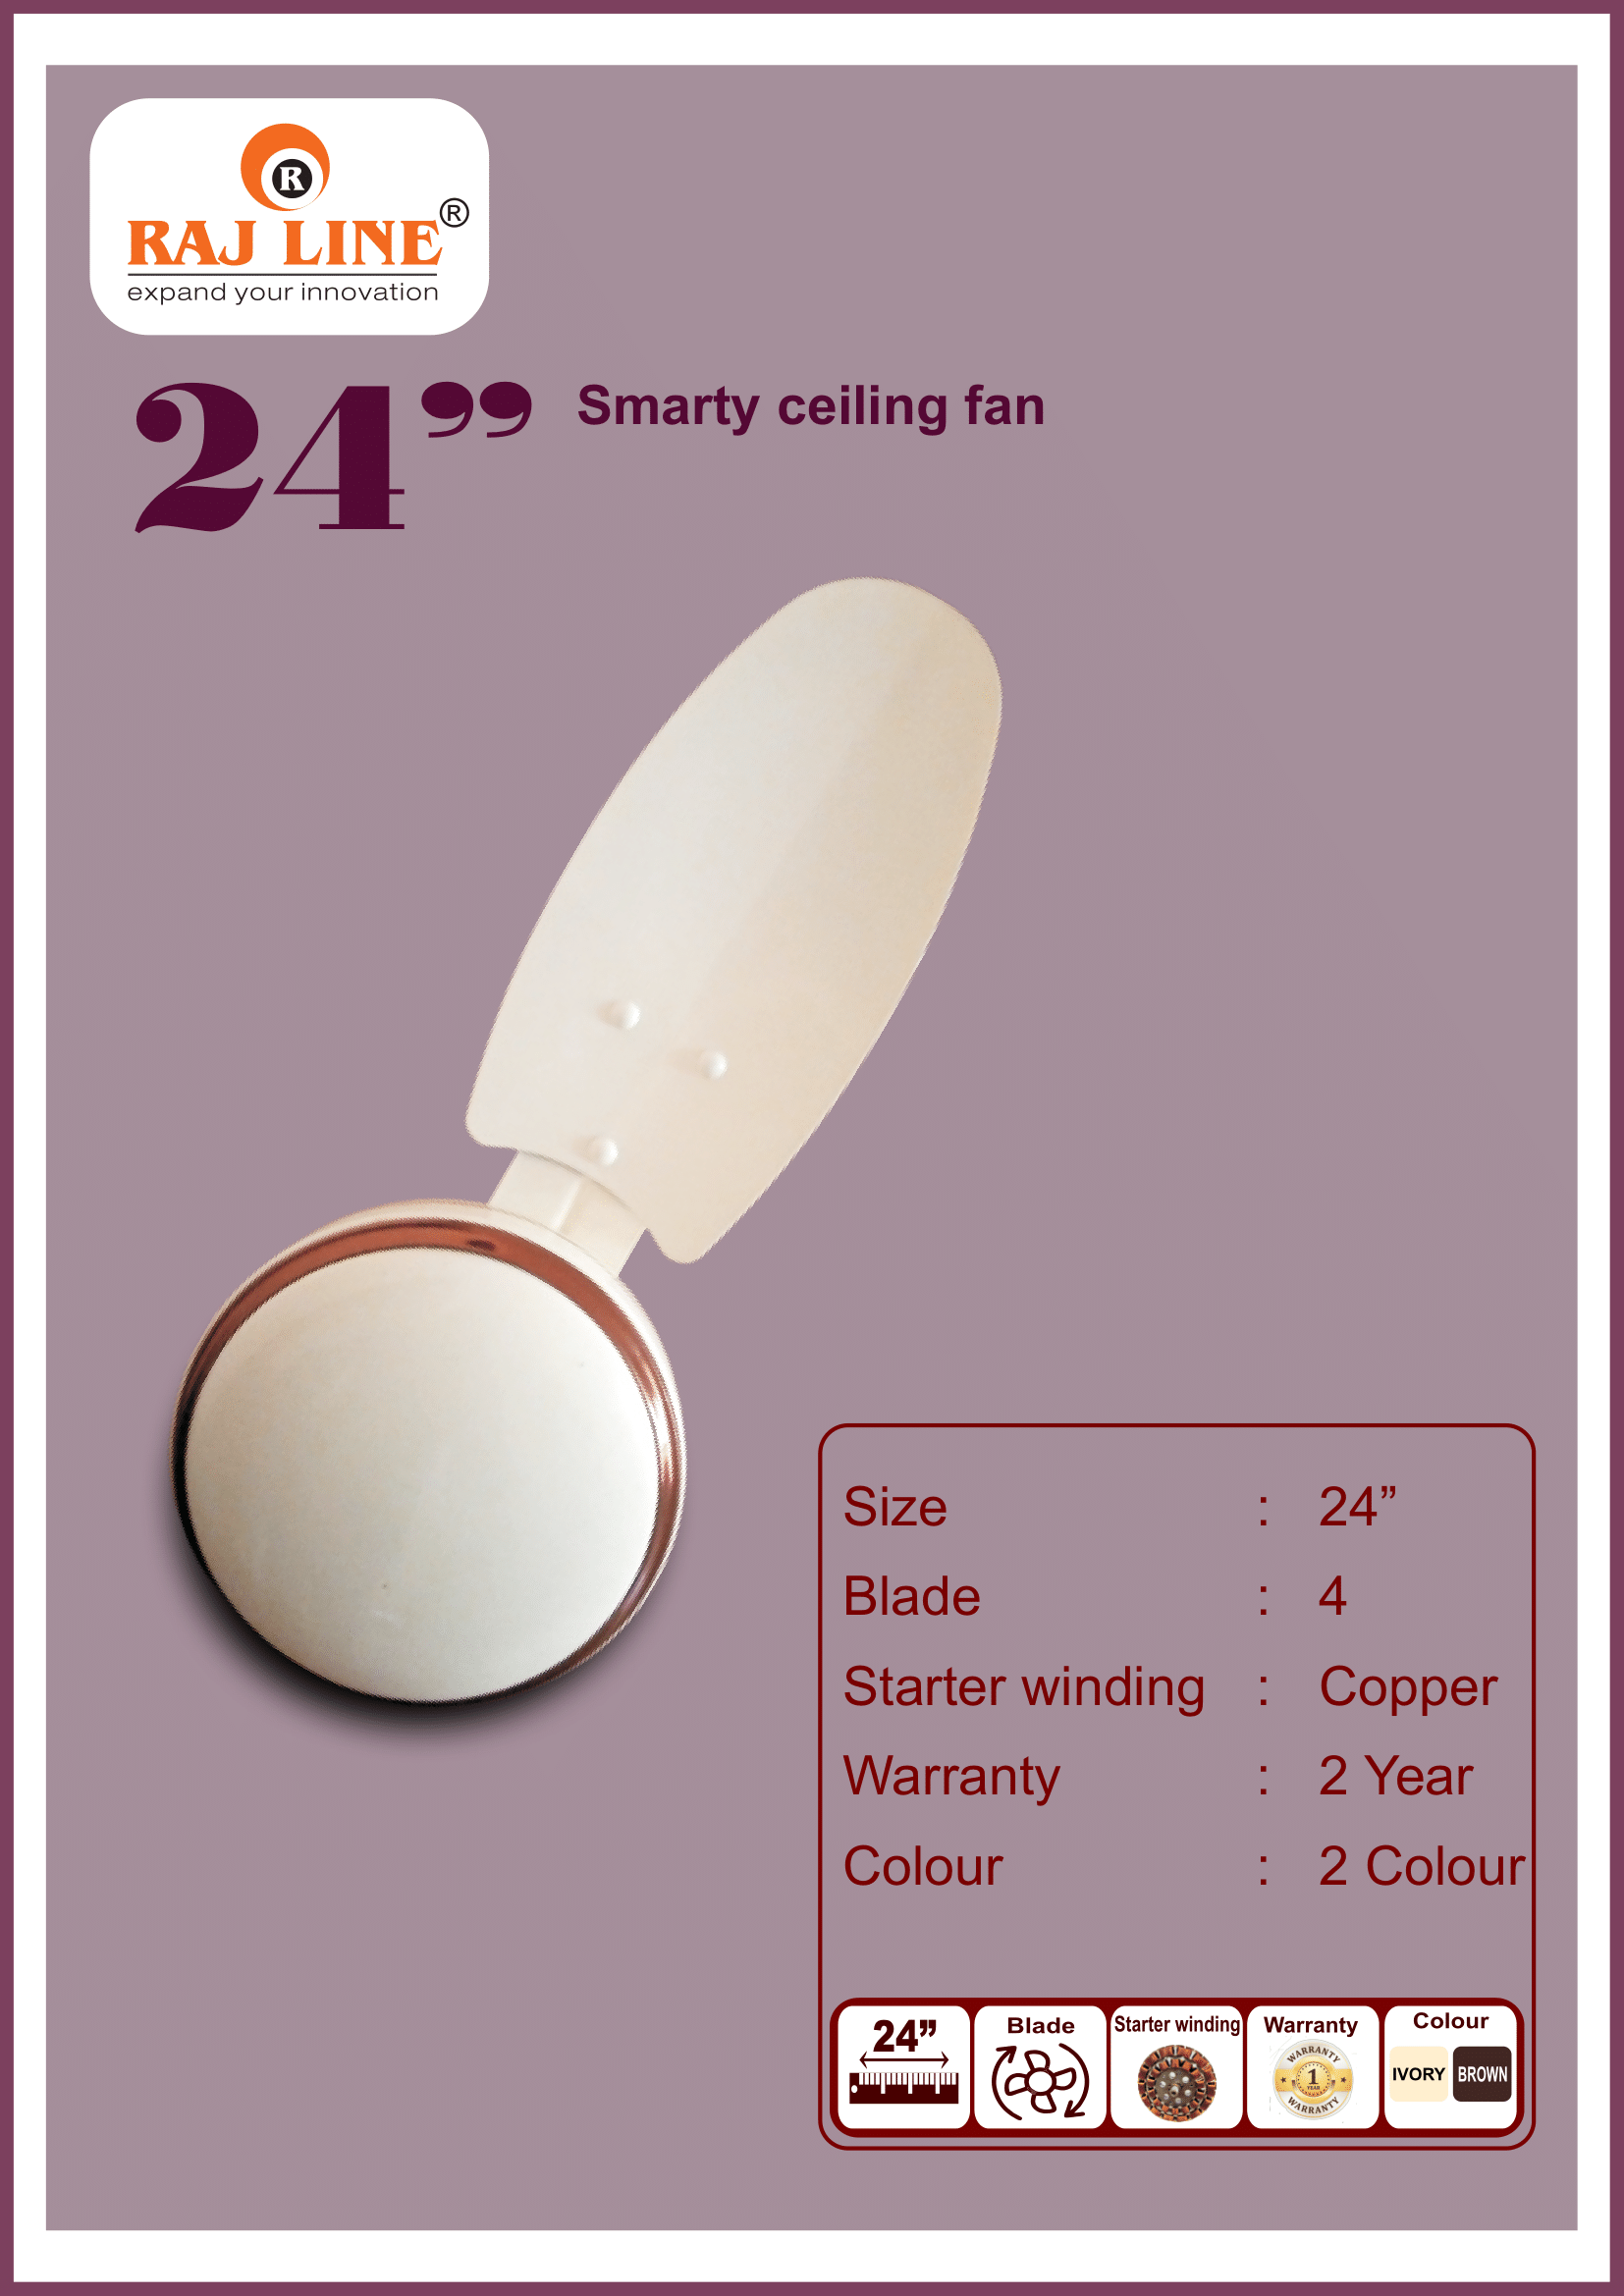 R
RAJ LINE®
expand your innovation
24” Smarty ceiling fan
Size : 24”
Blade : 4
Starter winding : Copper
Warranty : 2 Year
Colour : 2 Colour
24”
Blade
Starter winding
Warranty
WARRANTY
1
YEAR
WARRANTY
Colour
IVORY
BROWN